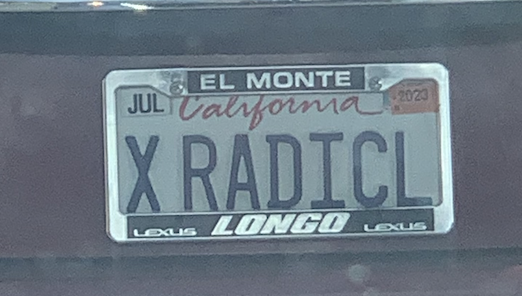 EL MONTE
JUL California 2023
X RADICL
LEXUS LONGO LEXUS